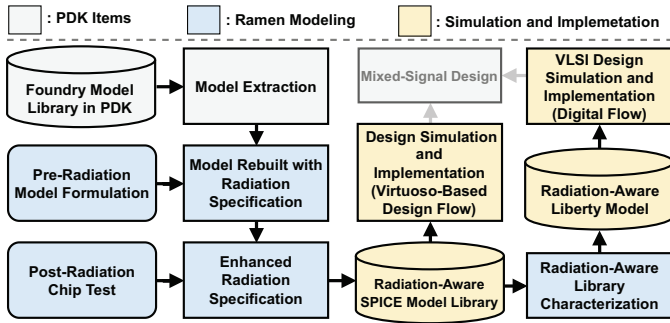 : PDK Items
: Ramen Modeling
: Simulation and Implemetation
Foundry Model
Library in PDK
Model Extraction
Mixed-Signal Design
VLSI Design
Simulation and
Implementation
(Digital Flow)
Pre-Radiation
Model Formulation
Model Rebuilt with
Radiation
Specification
Design Simulation
and
Implementation
(Virtuoso-Based
Design Flow)
Radiation-Aware
Liberty Model
Post-Radiation
Chip Test
Enhanced
Radiation
Specification
Radiation-Aware
SPICE Model Library
Radiation-Aware
Library
Characterization